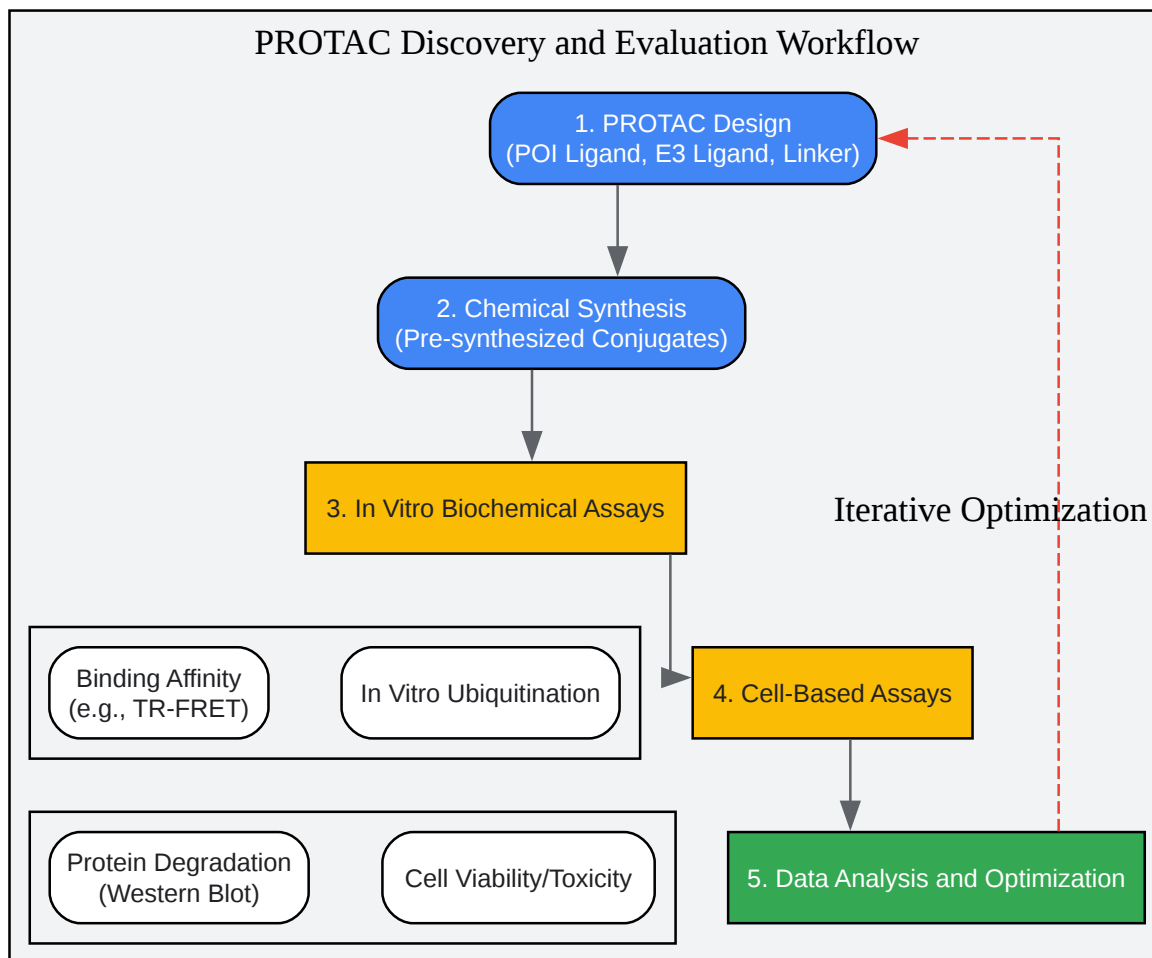 PROTAC Discovery and Evaluation Workflow
1. PROTAC Design
(POI Ligand, E3 Ligand, Linker)
2. Chemical Synthesis
(Pre-synthesized Conjugates)
3. In Vitro Biochemical Assays
Iterative Optimization
Binding Affinity
(e.g., TR-FRET)
In Vitro Ubiquitination
4. Cell-Based Assays
Protein Degradation
(Western Blot)
Cell Viability/Toxicity
5. Data Analysis and Optimization